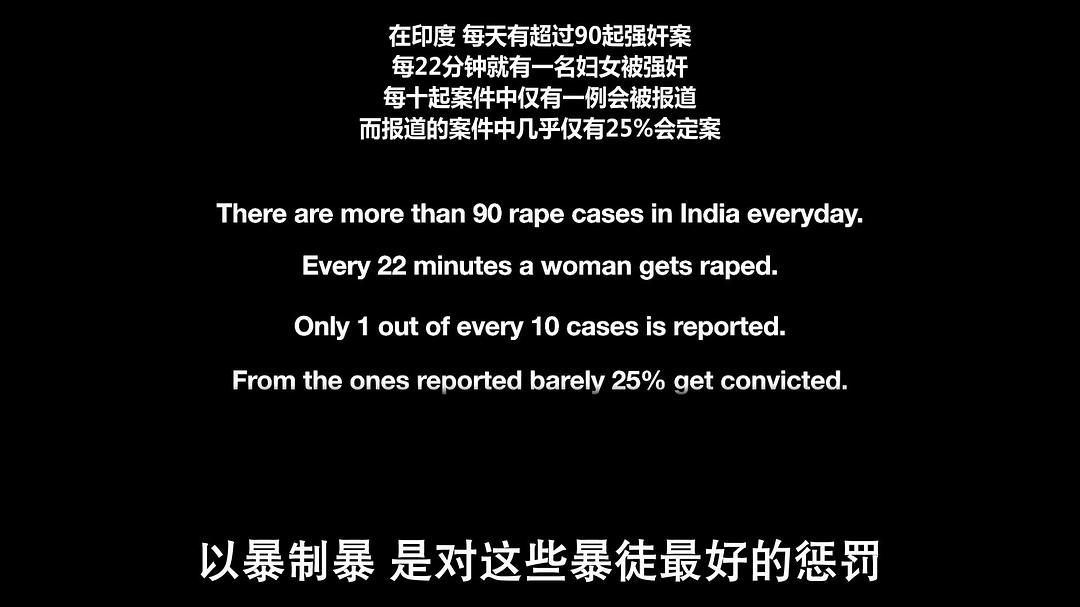 在印度 每天有超过90起强奸案
每22分钟就有一名妇女被强奸
每十起案件中仅有一例会被报道
而报道的案件中几乎仅有25%会定案
There are more than 90 rape cases in India everyday.
Every 22 minutes a woman gets raped.
Only 1 out of every 10 cases is reported.
From the ones reported barely 25% get convicted.
以暴制暴 是对这些暴徒最好的惩罚